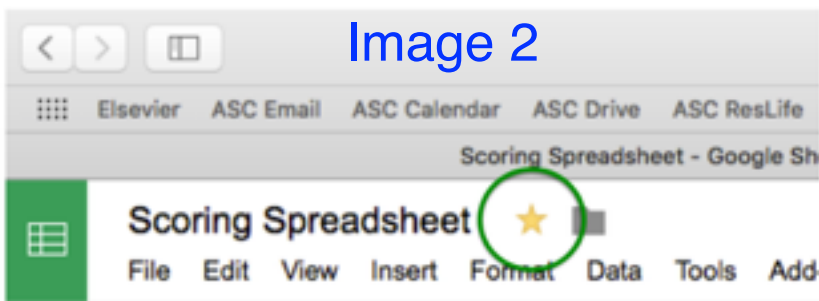 Image 2
Elsevier ASC Email ASC Calendar ASC Drive ASC ResLife
Scoring Spreadsheet - Google Sh
Scoring Spreadsheet
File Edit View Insert Format Data Tools Add-